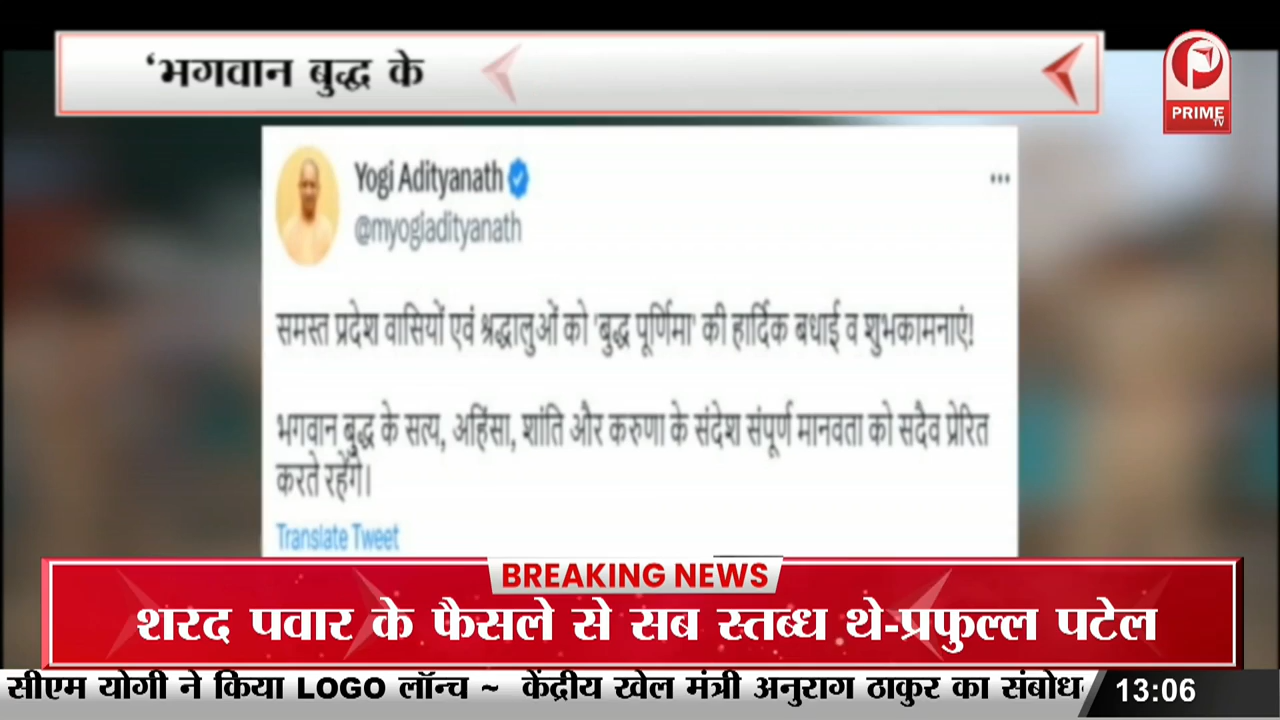 ‘भगवान बुद्ध के
PRIME
TV
Yogi Adityanath
@myogiadityanath
समस्त प्रदेश वासियों एवं श्रद्धालुओं को 'बुद्ध पूर्णिमा' की हार्दिक बधाई व शुभकामनाएं!
भगवान बुद्ध के सत्य, अहिंसा, शांति और करुणा के संदेश संपूर्ण मानवता को सदैव प्रेरित
करते रहेंगे।
Translate Tweet
BREAKING NEWS
शरद पवार के फैसले से सब स्तब्ध थे-प्रफुल्ल पटेल
सीएम योगी ने किया LOGO लॉन्च ~ केंद्रीय खेल मंत्री अनुराग ठाकुर का संबोध
13:06